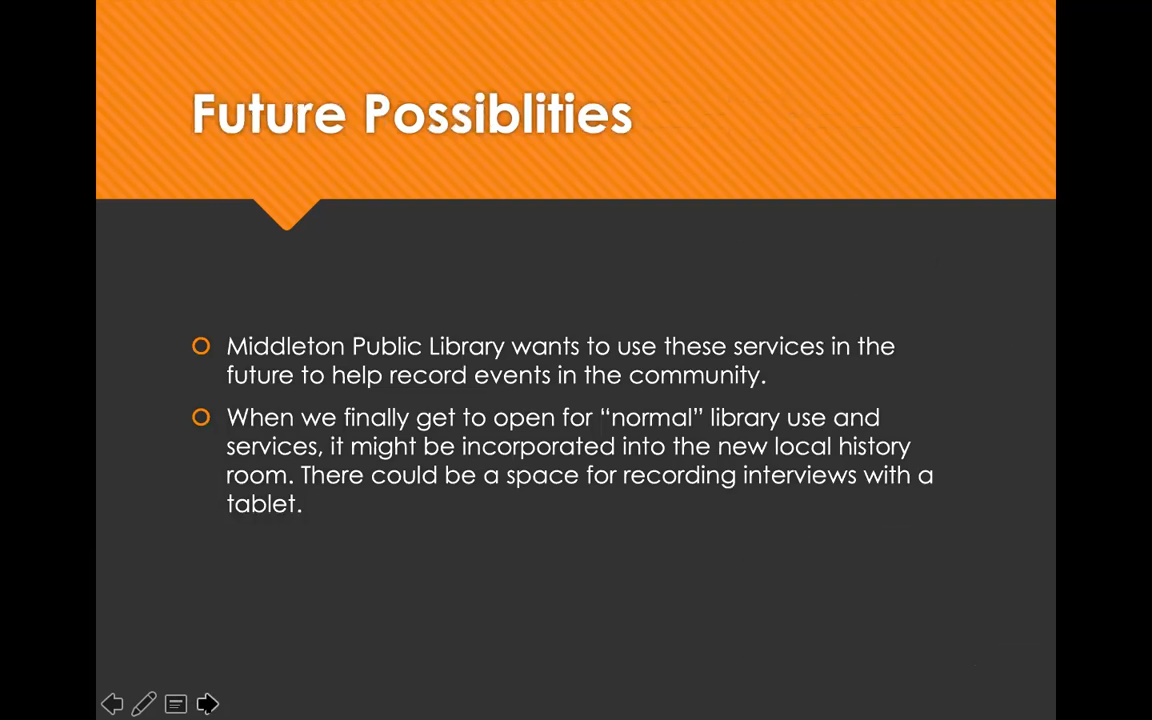 Future Possiblities
Middleton Public Library wants to use these services in the
future to help record events in the community.
When we finally get to open for “normal” library use and
services, it might be incorporated into the new local history
room. There could be a space for recording interviews with a
tablet.